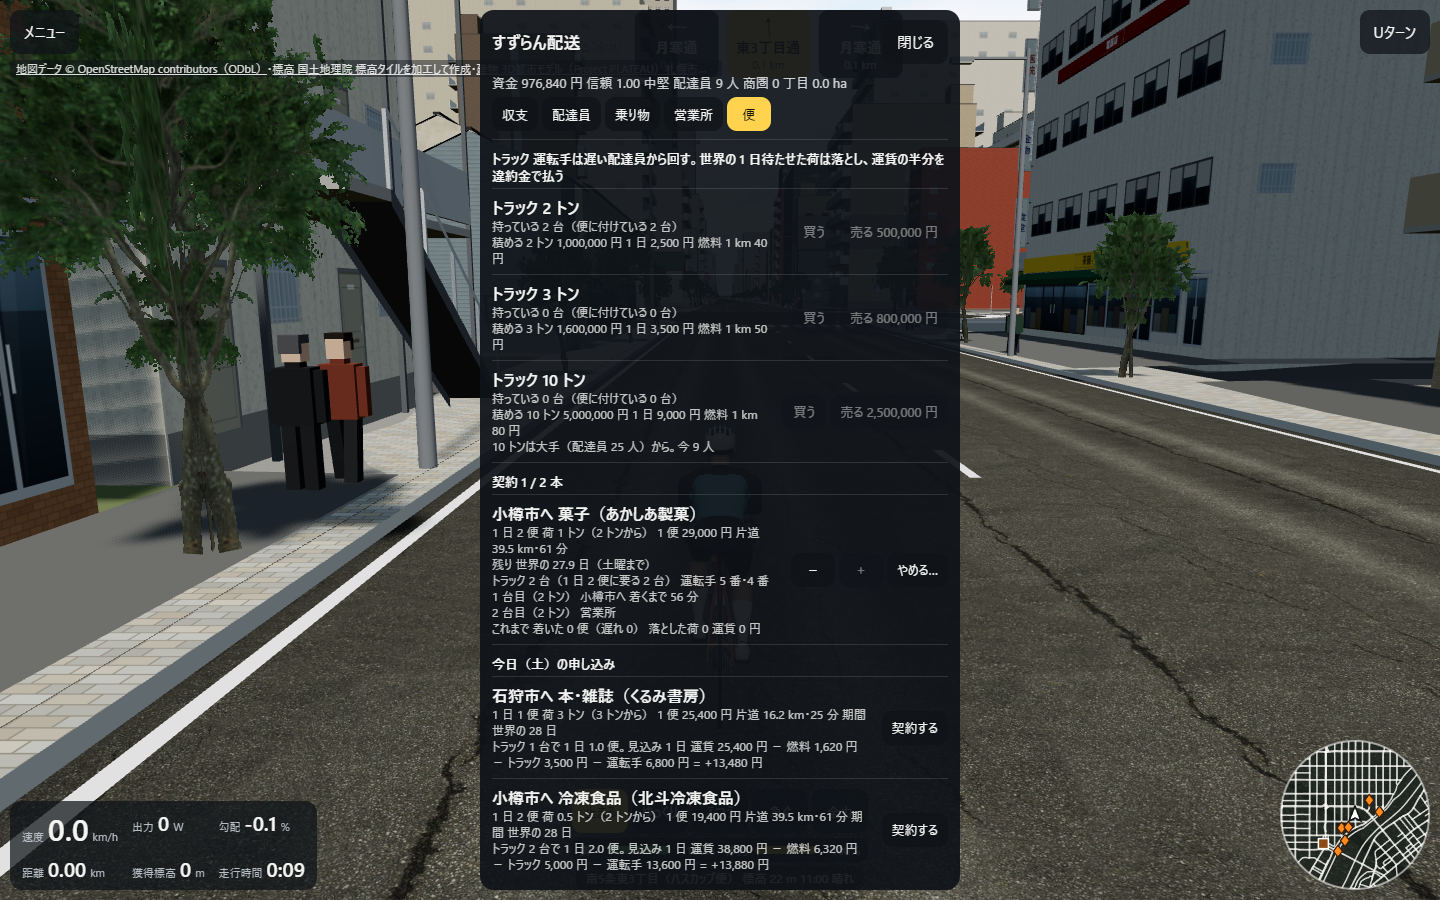 メニュー
地図データ © OpenStreetMap contributors（ODbL）・標高 国土地理院 標高タイルを加工して作成・
Uターン
すずらん配送
閉じる
資金 976,840 円 信頼 1.00 中堅 配達員 9 人 商圏 0 丁目 0.0 ha
収支
配達員
乗り物
営業所
便
トラック 運転手は遅い配達員から回す。世界の 1 日待たせた荷は落とし、運賃の半分を
違約金で払う
トラック 2 トン
持っている 2 台（便に付けている 2 台）
積める 2 トン 1,000,000 円 1 日 2,500 円 燃料 1 km 40
円
買う
売る 500,000 円
トラック 3 トン
持っている 0 台（便に付けている 0 台）
積める 3 トン 1,600,000 円 1 日 3,500 円 燃料 1 km 50
円
買う
売る 800,000 円
トラック 10 トン
持っている 0 台（便に付けている 0 台）
積める 10 トン 5,000,000 円 1 日 9,000 円 燃料 1 km
80 円
10 トンは大手（配達員 25 人）から。今 9 人
買う
売る 2,500,000 円
契約 1 / 2 本
小樽市へ 菓子（あかしあ製菓）
1 日 2 便 荷 1 トン（2 トンから） 1 便 29,000 円 片道
39.5 km・61 分
残り 世界の 27.9 日（土曜まで）
トラック 2 台（1 日 2 便に要る 2 台） 運転手 5 番・4 番
1 台目（2 トン） 小樽市へ 着くまで 56 分
2 台目（2 トン） 営業所
これまで 着いた 0 便（遅れ 0） 落とした荷 0 運賃 0 円
−
+
やめる...
今日（土）の申し込み
石狩市へ 本・雑誌（くるみ書房）
1 日 1 便 荷 3 トン（3 トンから） 1 便 25,400 円 片道 16.2 km・25 分 期間
世界の 28 日
トラック 1 台で 1 日 1.0 便。見込み 1 日 運賃 25,400 円 − 燃料 1,620 円
− トラック 3,500 円 − 運転手 6,800 円 = +13,480 円
契約する
小樽市へ 冷凍食品（北斗冷凍食品）
1 日 2 便 荷 0.5 トン（2 トンから） 1 便 19,400 円 片道 39.5 km・61 分 期
間 世界の 28 日
トラック 2 台で 1 日 2.0 便。見込み 1 日 運賃 38,800 円 − 燃料 6,320 円
− トラック 5,000 円 − 運転手 13,600 円 = +13,880 円
契約する
速度 0.0 km/h
出力 0 W
勾配 -0.1 %
距離 0.00 km
獲得標高 0 m
走行時間 0:09